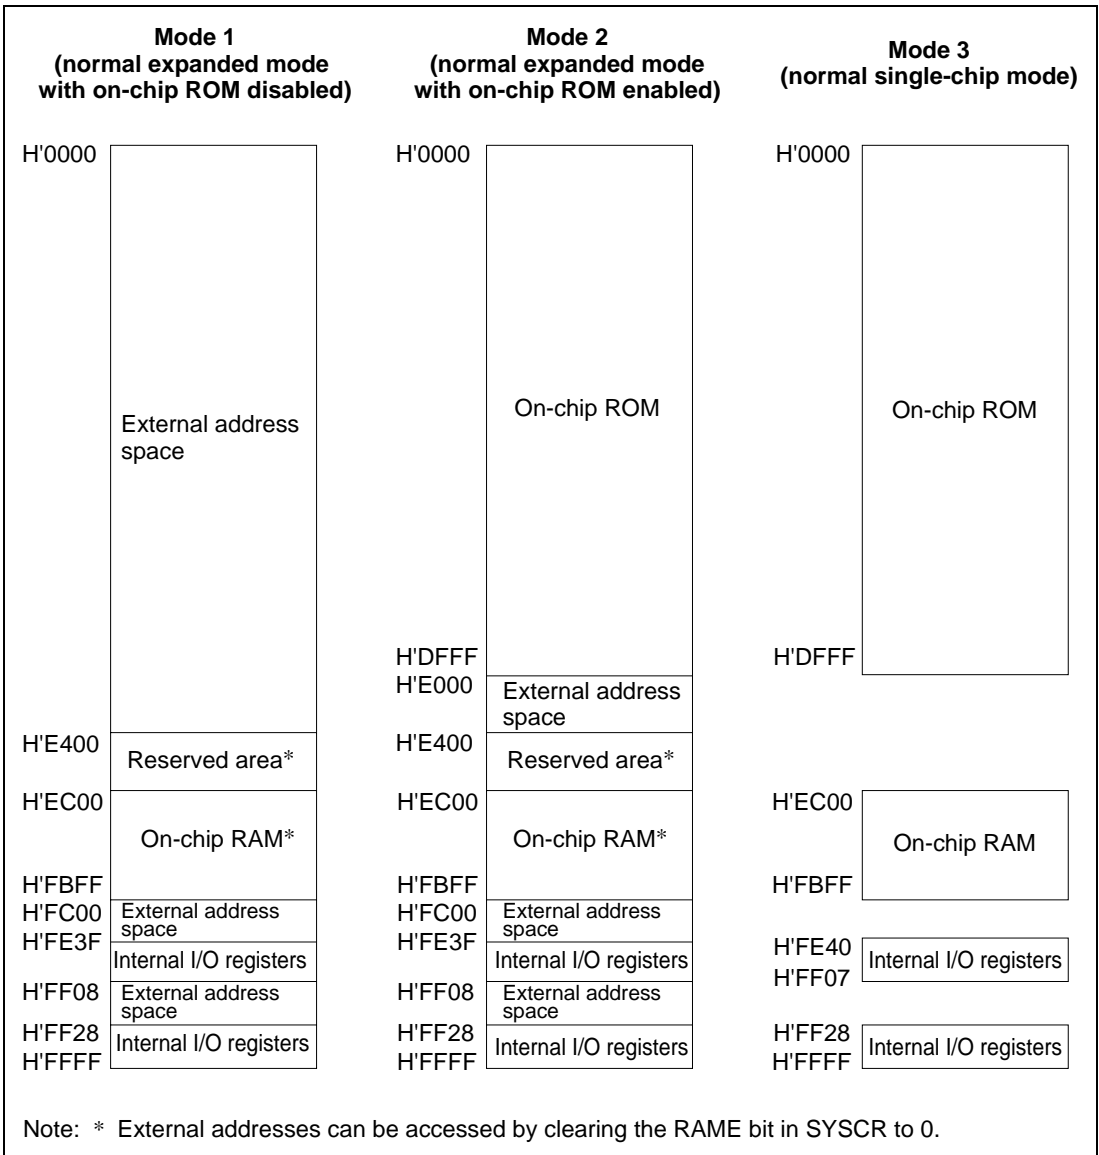 Mode 1
(normal expanded mode
with on-chip ROM disabled)
H'0000
External address
space
H'E400
Reserved area*
H'EC00
On-chip RAM*
H'FBFF
H'FC00
External address
space
H'FE3F
Internal I/O registers
H'FF08
External address
space
H'FF28
Internal I/O registers
H'FFFF
Mode 2
(normal expanded mode
with on-chip ROM enabled)
H'0000
On-chip ROM
H'DFFF
H'E000
External address
space
H'E400
Reserved area*
H'EC00
On-chip RAM*
H'FBFF
H'FC00
External address
space
H'FE3F
Internal I/O registers
H'FF08
External address
space
H'FF28
Internal I/O registers
H'FFFF
Mode 3
(normal single-chip mode)
H'0000
On-chip ROM
H'DFFF
H'EC00
On-chip RAM
H'FBFF
H'FE40
Internal I/O registers
H'FF07
H'FF28
Internal I/O registers
H'FFFF
Note: * External addresses can be accessed by clearing the RAME bit in SYSCR to 0.